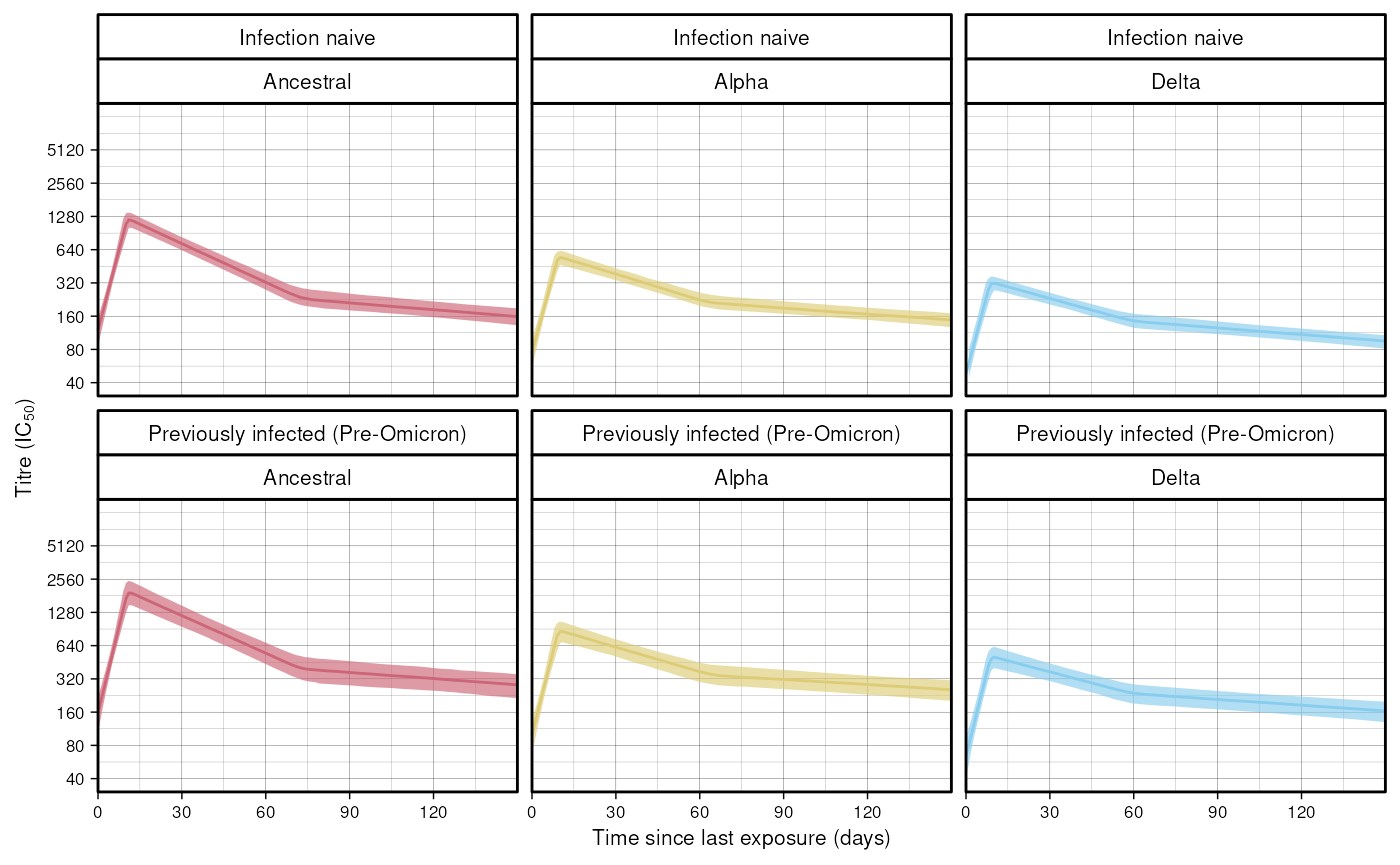 Infection naive
Infection naive
Infection naive
Ancestral
Alpha
Delta
5120
2560
1280
640
320
160
80
40
Previously infected (Pre-Omicron)
Previously infected (Pre-Omicron)
Previously infected (Pre-Omicron)
Ancestral
Alpha
Delta
5120
2560
1280
640
320
160
80
40
0 30 60 90 120
0 30 60 90 120
0 30 60 90 120
Time since last exposure (days)
Titre (IC₅₀)